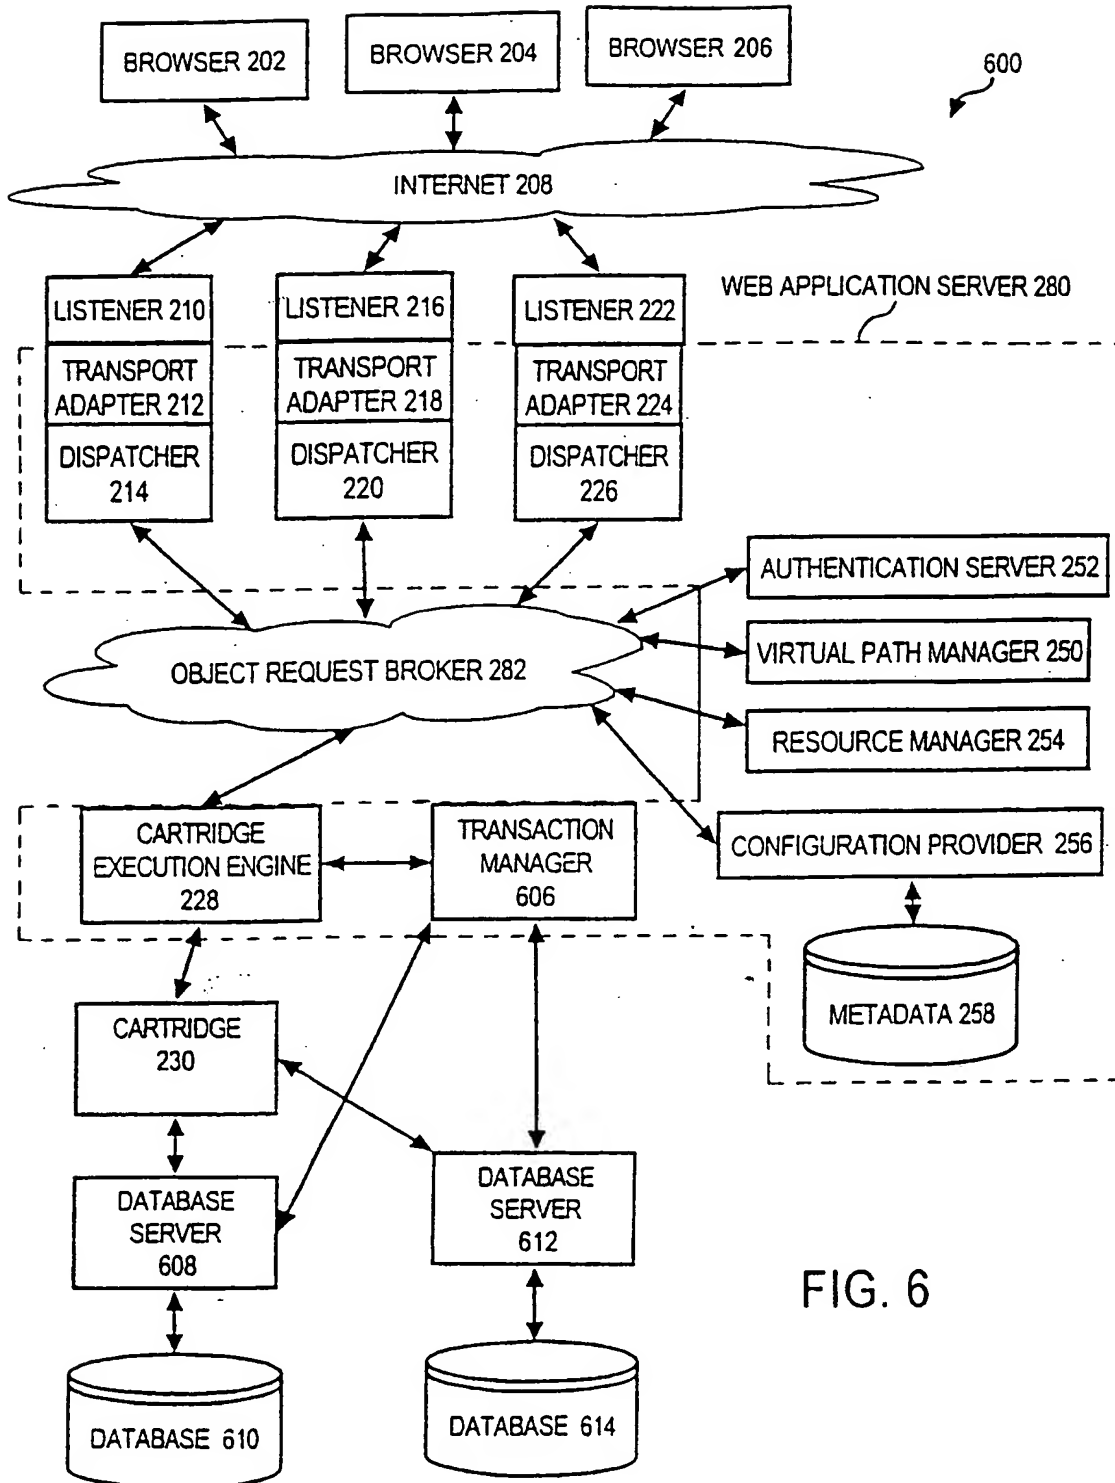 BROWSER 202
BROWSER 204
BROWSER 206
600
INTERNET 208
WEB APPLICATION SERVER 280
LISTENER 210
TRANSPORT
ADAPTER 212
DISPATCHER
214
LISTENER 216
TRANSPORT
ADAPTER 218
DISPATCHER
220
LISTENER 222
TRANSPORT
ADAPTER 224
DISPATCHER
226
AUTHENTICATION SERVER 252
VIRTUAL PATH MANAGER 250
OBJECT REQUEST BROKER 282
RESOURCE MANAGER 254
CARTRIDGE
EXECUTION ENGINE
228
TRANSACTION
MANAGER
606
CONFIGURATION PROVIDER 256
METADATA 258
CARTRIDGE
230
DATABASE
SERVER
608
DATABASE
SERVER
612
FIG. 6
DATABASE 610
DATABASE 614